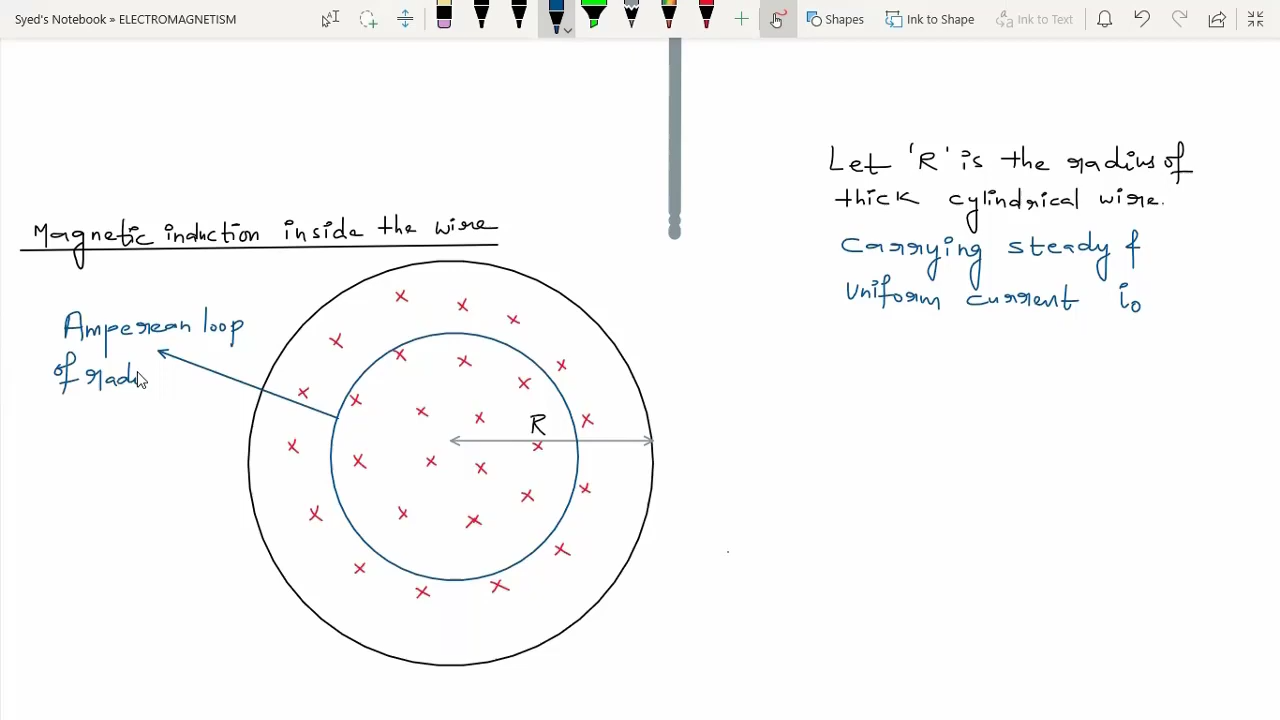 Syed's Notebook » ELECTROMAGNETISM
Shapes
Ink to Shape
Ink to Text
Let 'R' is the radius of
thick cylindrical wire.
Carrying steady &
Uniform current i₀
Magnetic induction inside the wire
Amperean loop
of radi
R